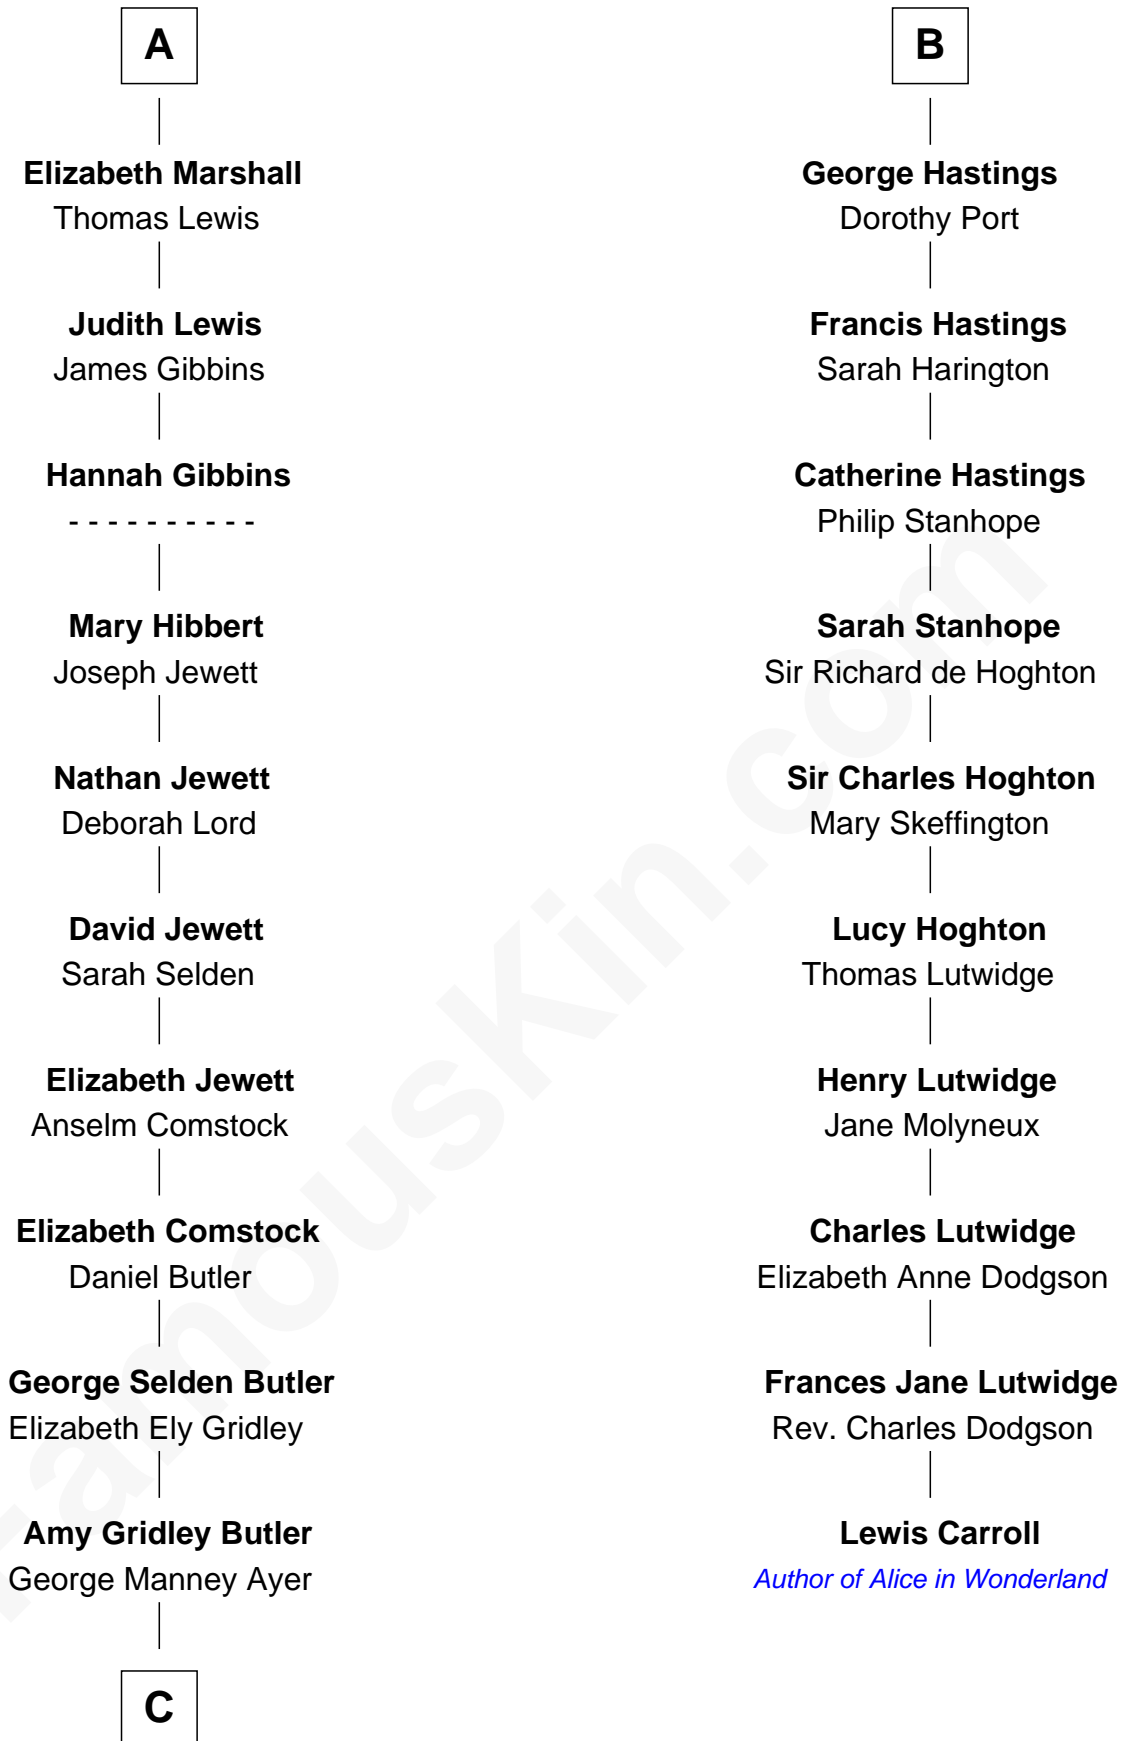 A
Elizabeth Marshall
Thomas Lewis
Judith Lewis
James Gibbins
Hannah Gibbins
- - - - - - - - - -
Mary Hibbert
Joseph Jewett
Nathan Jewett
Deborah Lord
David Jewett
Sarah Selden
Elizabeth Jewett
Anselm Comstock
Elizabeth Comstock
Daniel Butler
George Selden Butler
Elizabeth Ely Gridley
Amy Gridley Butler
George Manney Ayer
C
B
George Hastings
Dorothy Port
Francis Hastings
Sarah Harington
Catherine Hastings
Philip Stanhope
Sarah Stanhope
Sir Richard de Hoghton
Sir Charles Hoghton
Mary Skeffington
Lucy Hoghton
Thomas Lutwidge
Henry Lutwidge
Jane Molyneux
Charles Lutwidge
Elizabeth Anne Dodgson
Frances Jane Lutwidge
Rev. Charles Dodgson
Lewis Carroll
Author of Alice in Wonderland
FamousKin.com